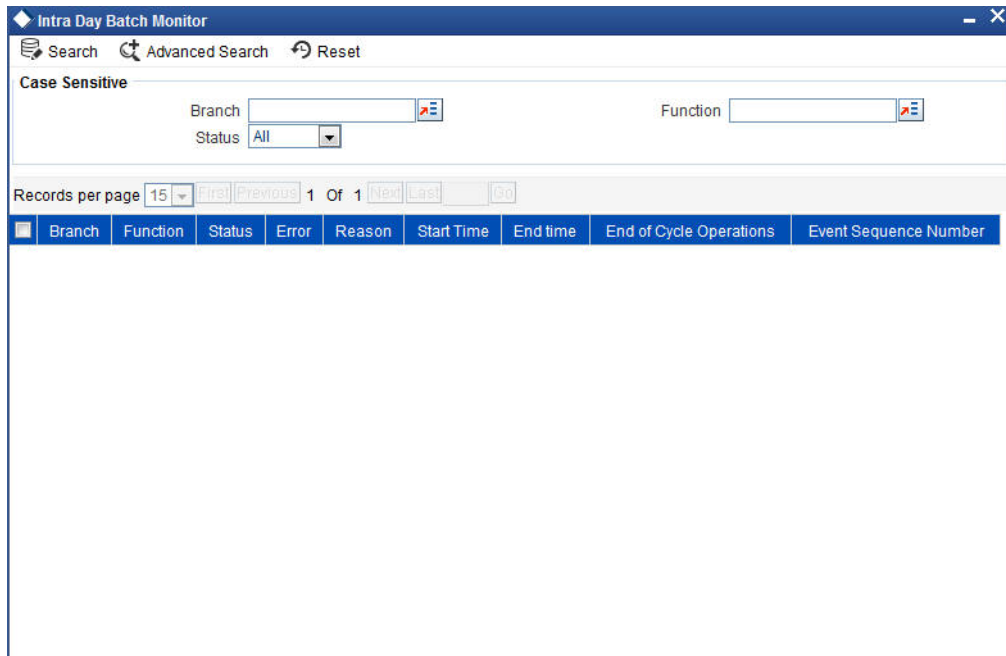 Intra Day Batch Monitor
Search Advanced Search Reset
Case Sensitive
Branch Function
Status All
Records per page 15 First Previous 1 Of 1 Next Last Go
Branch Function Status Error Reason Start Time End time End of Cycle Operations Event Sequence Number